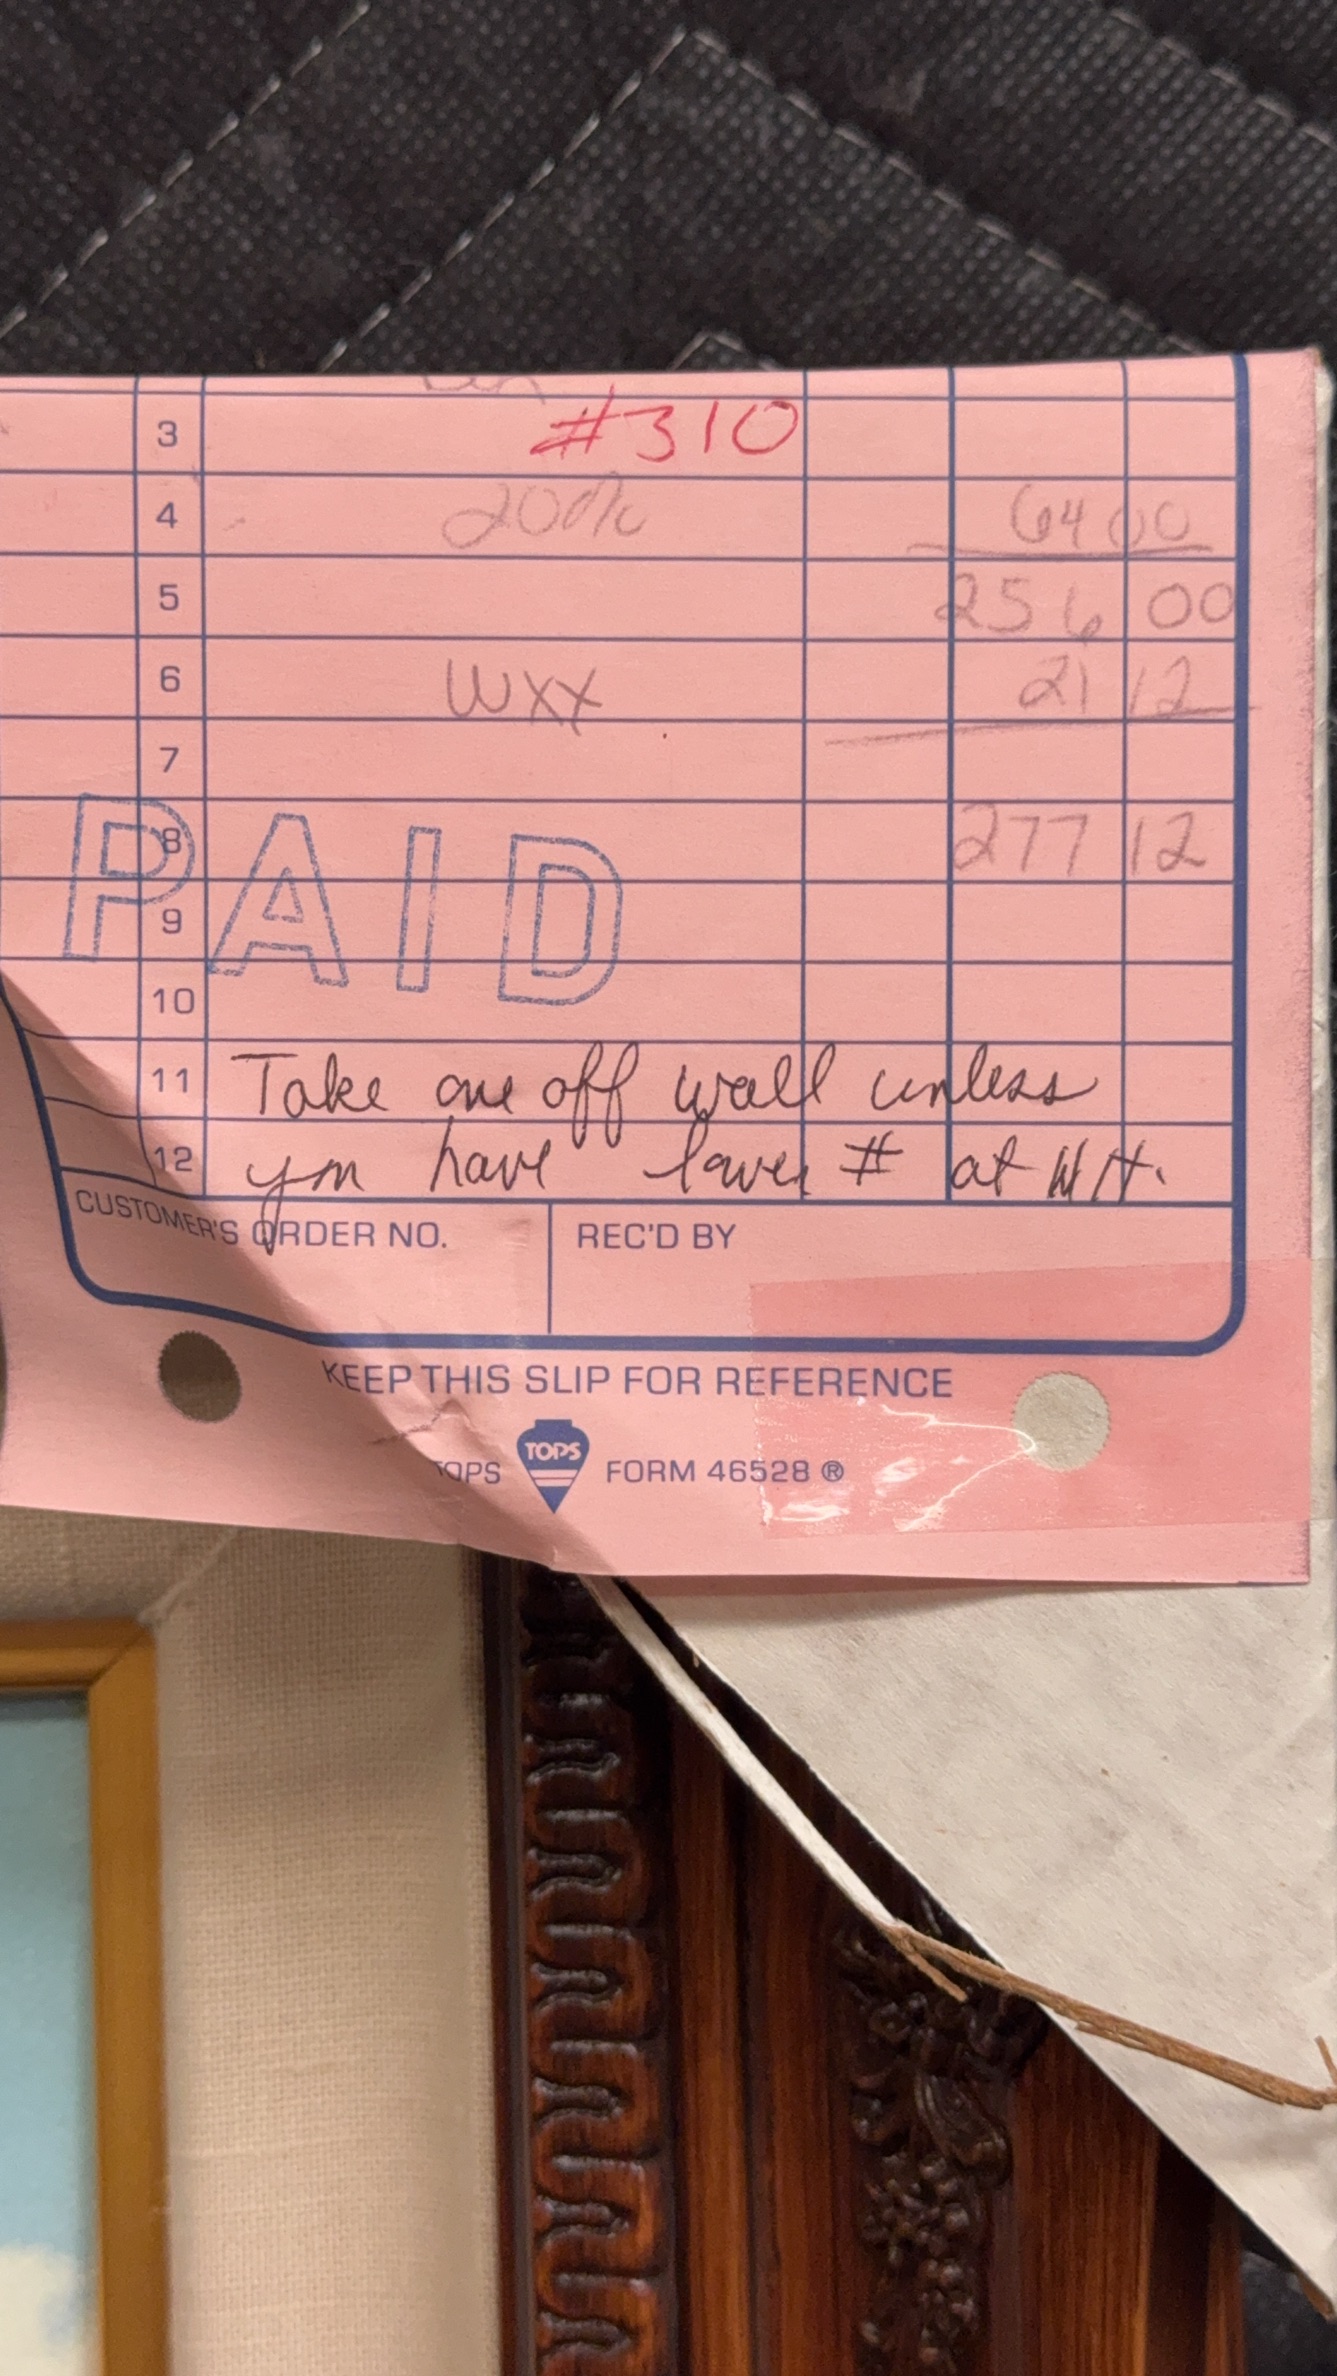 #310
3
4 20% 64 00
5 256 00
6 wxx 21 12
7
8 277 12
PAID
9
10
11 Take one off wall unless
12 you have lower # at WH.
CUSTOMER'S ORDER NO. REC'D BY
KEEP THIS SLIP FOR REFERENCE
TOPS TOPS FORM 46528 ®